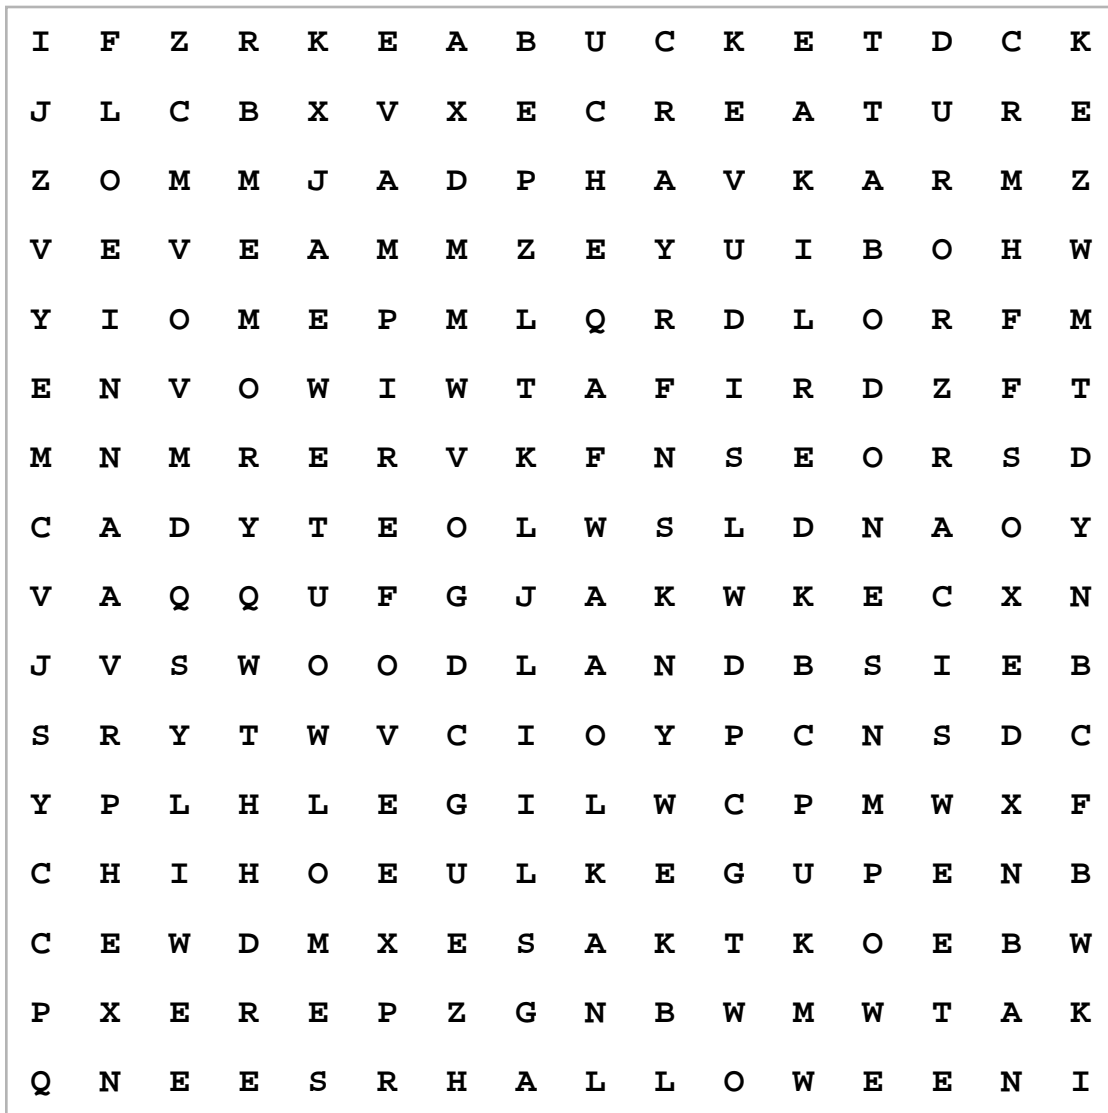 I F Z R K E A B U C K E T D C K
J L C B X V X E C R E A T U R E
Z O M M J A D P H A V K A R M Z
V E V E A M M Z E Y U I B O H W
Y I O M E P M L Q R D L O R F M
E N V O W I W T A F I R D Z F T
M N M R E R V K F N S E O R S D
C A D Y T E O L W S L D N A O Y
V A Q Q U F G J A K W K E C X N
J V S W O O D L A N D B S I E B
S R Y T W V C I O Y P C N S D C
Y P L H L E G I L W C P M W X F
C H I H O E U L K E G U P E N B
C E W D M X E S A K T K O E B W
P X E R E P Z G N B W M W T A K
Q N E E S R H A L L O W E E N I